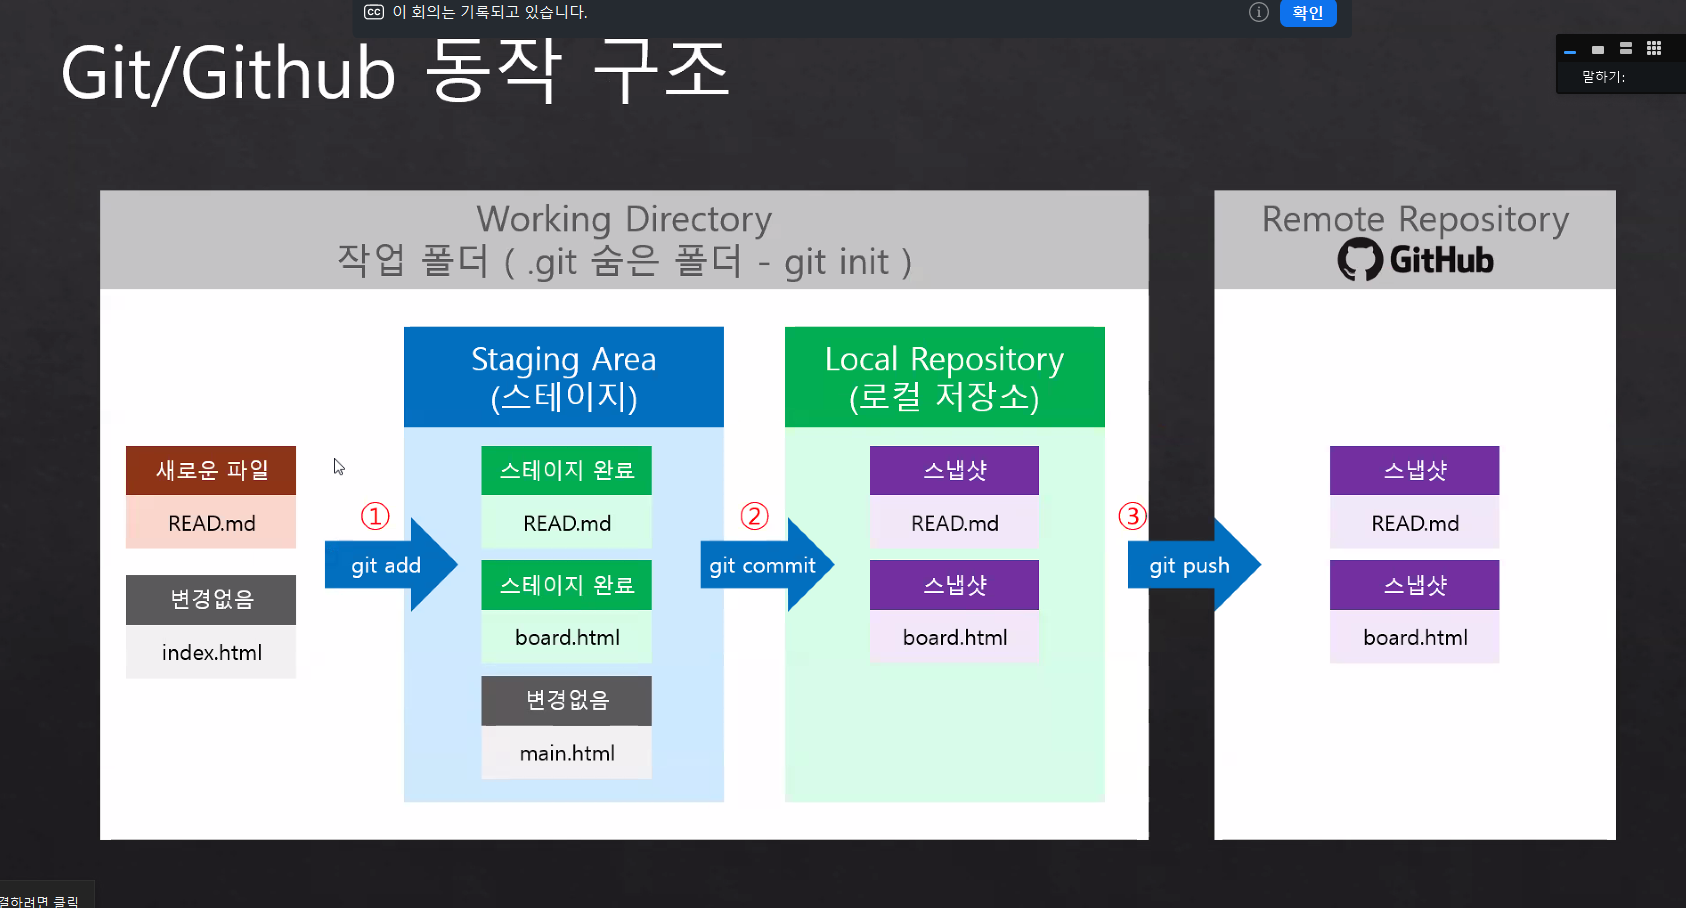 이 회의는 기록되고 있습니다.
확인
Git/Github 동작 구조
말하기:
Working Directory
작업 폴더 ( .git 숨은 폴더 - git init )
Remote Repository
GitHub
Staging Area
(스테이지)
Local Repository
(로컬 저장소)
새로운 파일
READ.md
변경없음
index.html
①
git add
스테이지 완료
READ.md
스테이지 완료
board.html
변경없음
main.html
②
git commit
스냅샷
READ.md
스냅샷
board.html
③
git push
스냅샷
READ.md
스냅샷
board.html
결하려면 클릭